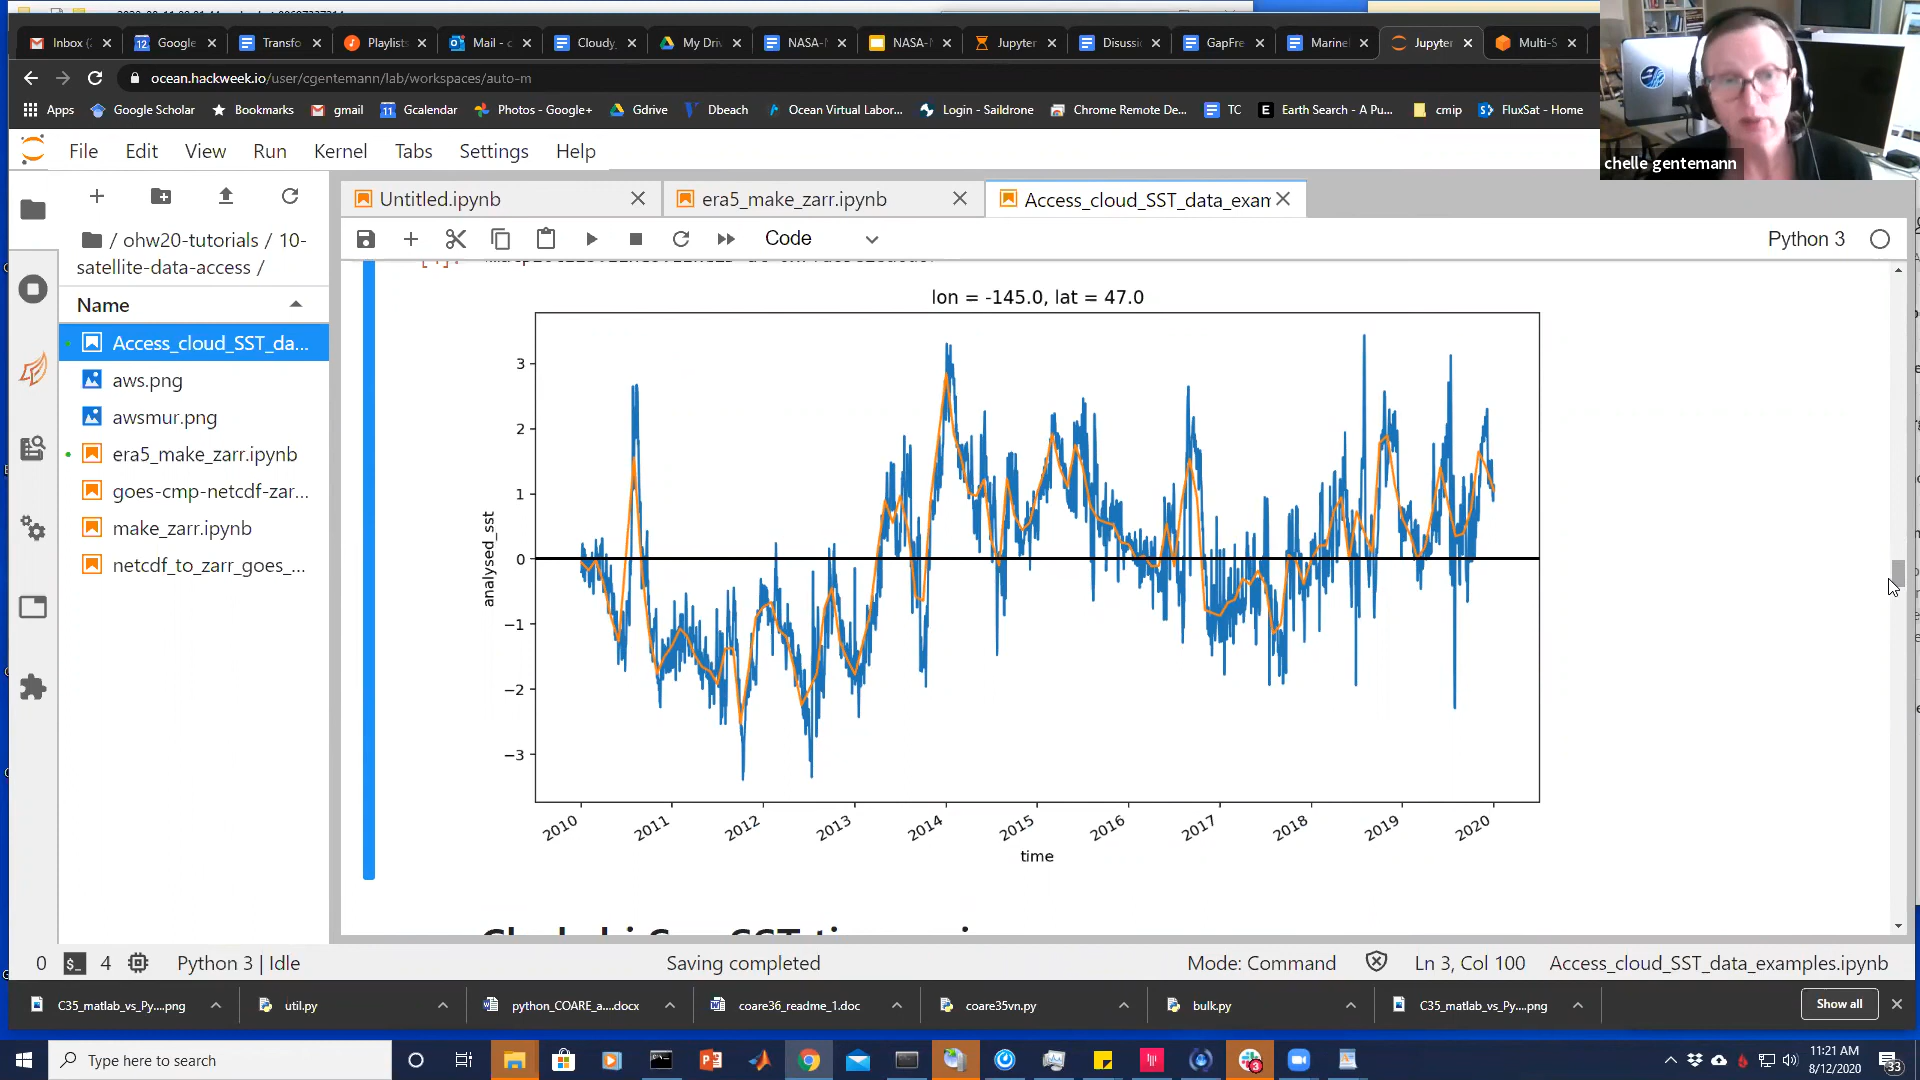 Inbox (
Google
Transfo
Playlists
Mail - c
Cloudy
My Driv
NASA-
NASA-
Jupyter
Disussi
GapFre
Marine
Jupyter
Multi-S
ocean.hackweek.io/user/cgentemann/lab/workspaces/auto-m
Apps
Google Scholar
Bookmarks
gmail
Gcalendar
Photos - Google+
Gdrive
Dbeach
Ocean Virtual Labor...
Login - Saildrone
Chrome Remote De...
TC
Earth Search - A Pu...
cmip
FluxSat - Home
chelle gentemann
File Edit View Run Kernel Tabs Settings Help
Untitled.ipynb
era5_make_zarr.ipynb
Access_cloud_SST_data_exam
Code
Python 3
/ ohw20-tutorials / 10-
satellite-data-access /
Name
Access_cloud_SST_da...
aws.png
awsmur.png
era5_make_zarr.ipynb
goes-cmp-netcdf-zar...
make_zarr.ipynb
netcdf_to_zarr_goes_...
lon = -145.0, lat = 47.0
3
2
1
0
−1
−2
−3
analysed_sst
2010 2011 2012 2013 2014 2015 2016 2017 2018 2019 2020
time
0
4
Python 3 | Idle
Saving completed
Mode: Command
Ln 3, Col 100
Access_cloud_SST_data_examples.ipynb
C35_matlab_vs_Py....png
util.py
python_COARE_a....docx
coare36_readme_1.doc
coare35vn.py
bulk.py
C35_matlab_vs_Py....png
Show all
Type here to search
11:21 AM
8/12/2020
33